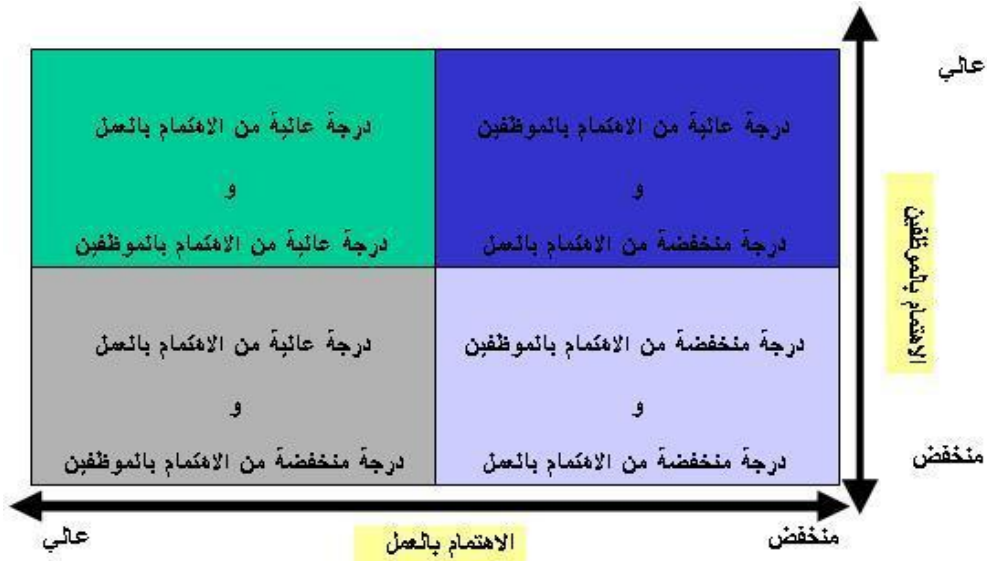 عالي
درجة عالية من الاهتمام بالموظفين
و
درجة منخفضة من الاهتمام بالعمل
درجة عالية من الاهتمام بالعمل
و
درجة عالية من الاهتمام بالموظفين
الاهتمام بالموظفين
درجة منخفضة من الاهتمام بالموظفين
و
درجة منخفضة من الاهتمام بالعمل
درجة عالية من الاهتمام بالعمل
و
درجة منخفضة من الاهتمام بالموظفين
منخفض
منخفض
الاهتمام بالعمل
عالي